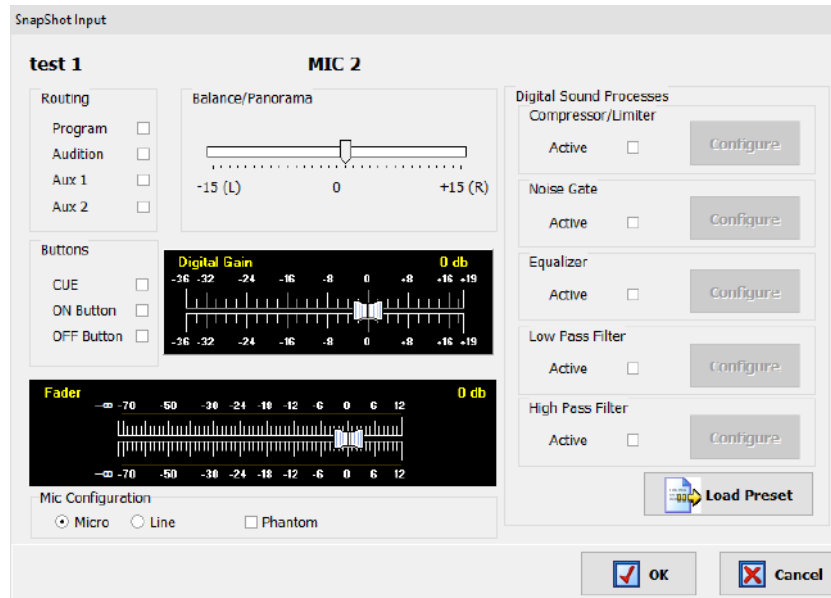 SnapShot Input
test 1 MIC 2
Routing
Program
Audition
Aux 1
Aux 2
Balance/Panorama
-15 (L) 0 +15 (R)
Buttons
CUE
ON Button
OFF Button
Digital Gain 0 db
-36 -32 -24 -16 -8 0 +8 +16 +19
-36 -32 -24 -16 -8 0 +8 +16 +19
Fader 0 db
-∞ -70 -50 -30 -24 -18 -12 -6 0 6 12
-∞ -70 -50 -30 -24 -18 -12 -6 0 6 12
Mic Configuration
Micro Line Phantom
Digital Sound Processes
Compressor/Limiter
Active Configure
Noise Gate
Active Configure
Equalizer
Active Configure
Low Pass Filter
Active Configure
High Pass Filter
Active Configure
Load Preset
OK Cancel